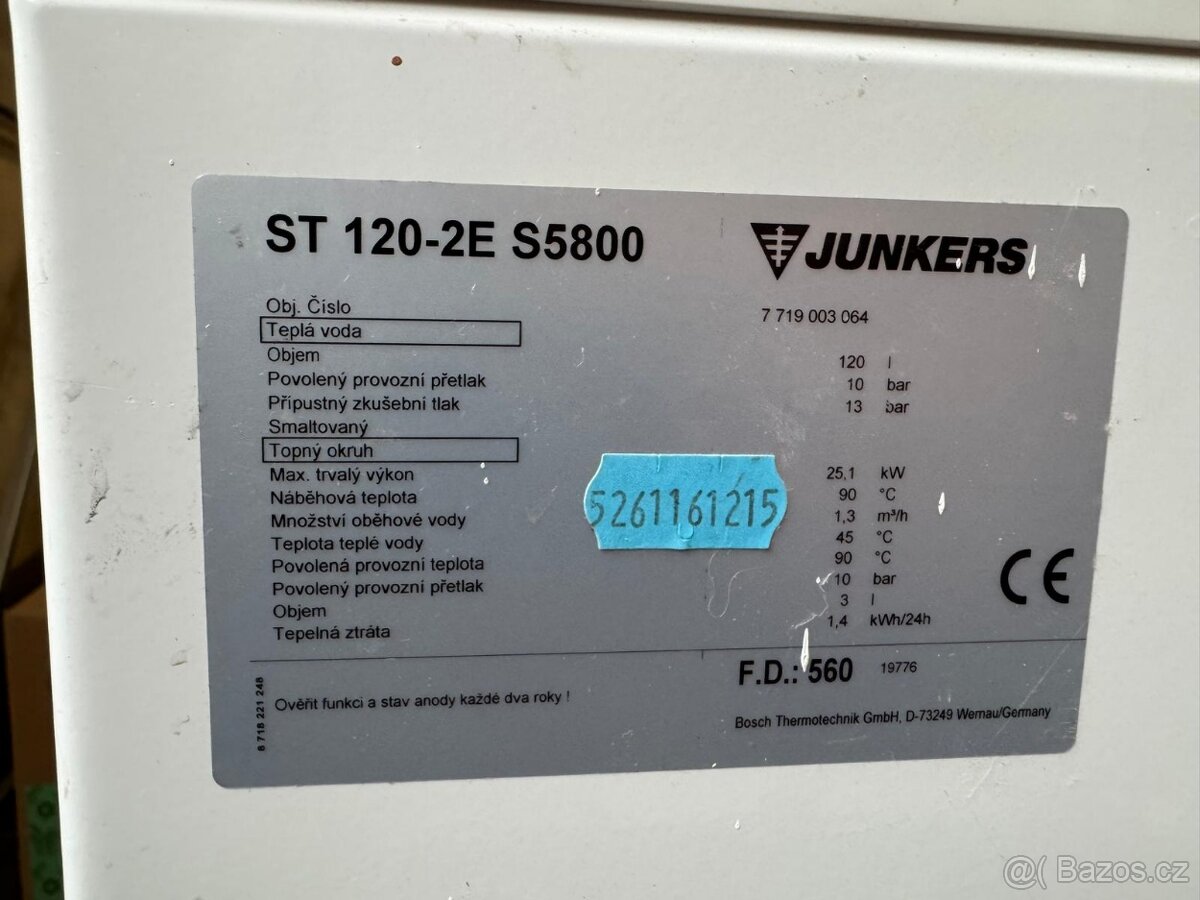 ST 120-2E S5800
JUNKERS
Obj. Číslo 7 719 003 064
Teplá voda
Objem 120 l
Povolený provozní přetlak 10 bar
Přípustný zkušební tlak 13 bar
Smaltovaný
Topný okruh
Max. trvalý výkon 25,1 kW
Náběhová teplota 90 °C
Množství oběhové vody 1,3 m³/h
Teplota teplé vody 45 °C
Povolená provozní teplota 90 °C
Povolený provozní přetlak 10 bar
Objem 3 l
Tepelná ztráta 1,4 kWh/24h
5261161215
CE
F.D.: 560 19776
Ověřit funkci a stav anody každé dva roky !
Bosch Thermotechnik GmbH, D-73249 Wernau/Germany
8 718 221 248
@( Bazos.cz